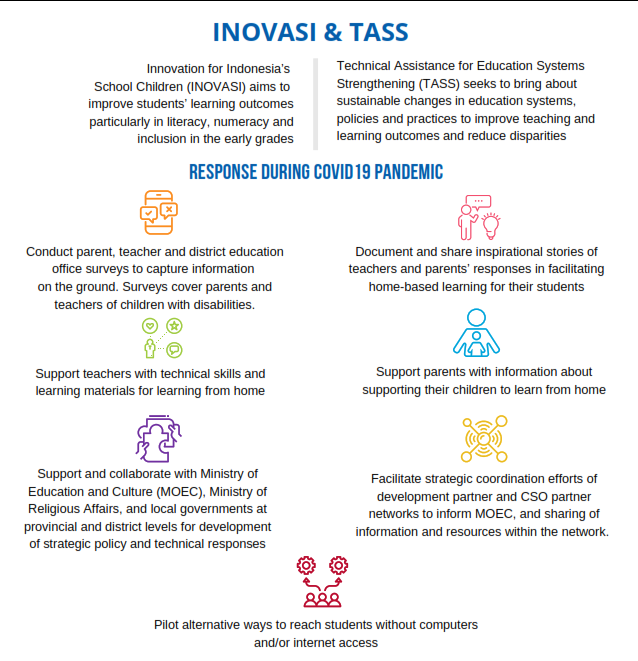 INOVASI & TASS
Innovation for Indonesia's
School Children (INOVASI) aims to
improve students' learning outcomes
particularly in literacy, numeracy and
inclusion in the early grades
Technical Assistance for Education Systems
Strengthening (TASS) seeks to bring about
sustainable changes in education systems,
policies and practices to improve teaching and
learning outcomes and reduce disparities
RESPONSE DURING COVID19 PANDEMIC
Conduct parent, teacher and district education
office surveys to capture information
on the ground. Surveys cover parents and
teachers of children with disabilities.
Document and share inspirational stories of
teachers and parents' responses in facilitating
home-based learning for their students
Support teachers with technical skills and
learning materials for learning from home
Support parents with information about
supporting their children to learn from home
Support and collaborate with Ministry of
Education and Culture (MOEC), Ministry of
Religious Affairs, and local governments at
provincial and district levels for development
of strategic policy and technical responses
Facilitate strategic coordination efforts of
development partner and CSO partner
networks to inform MOEC, and sharing of
information and resources within the network.
Pilot alternative ways to reach students without computers
and/or internet access